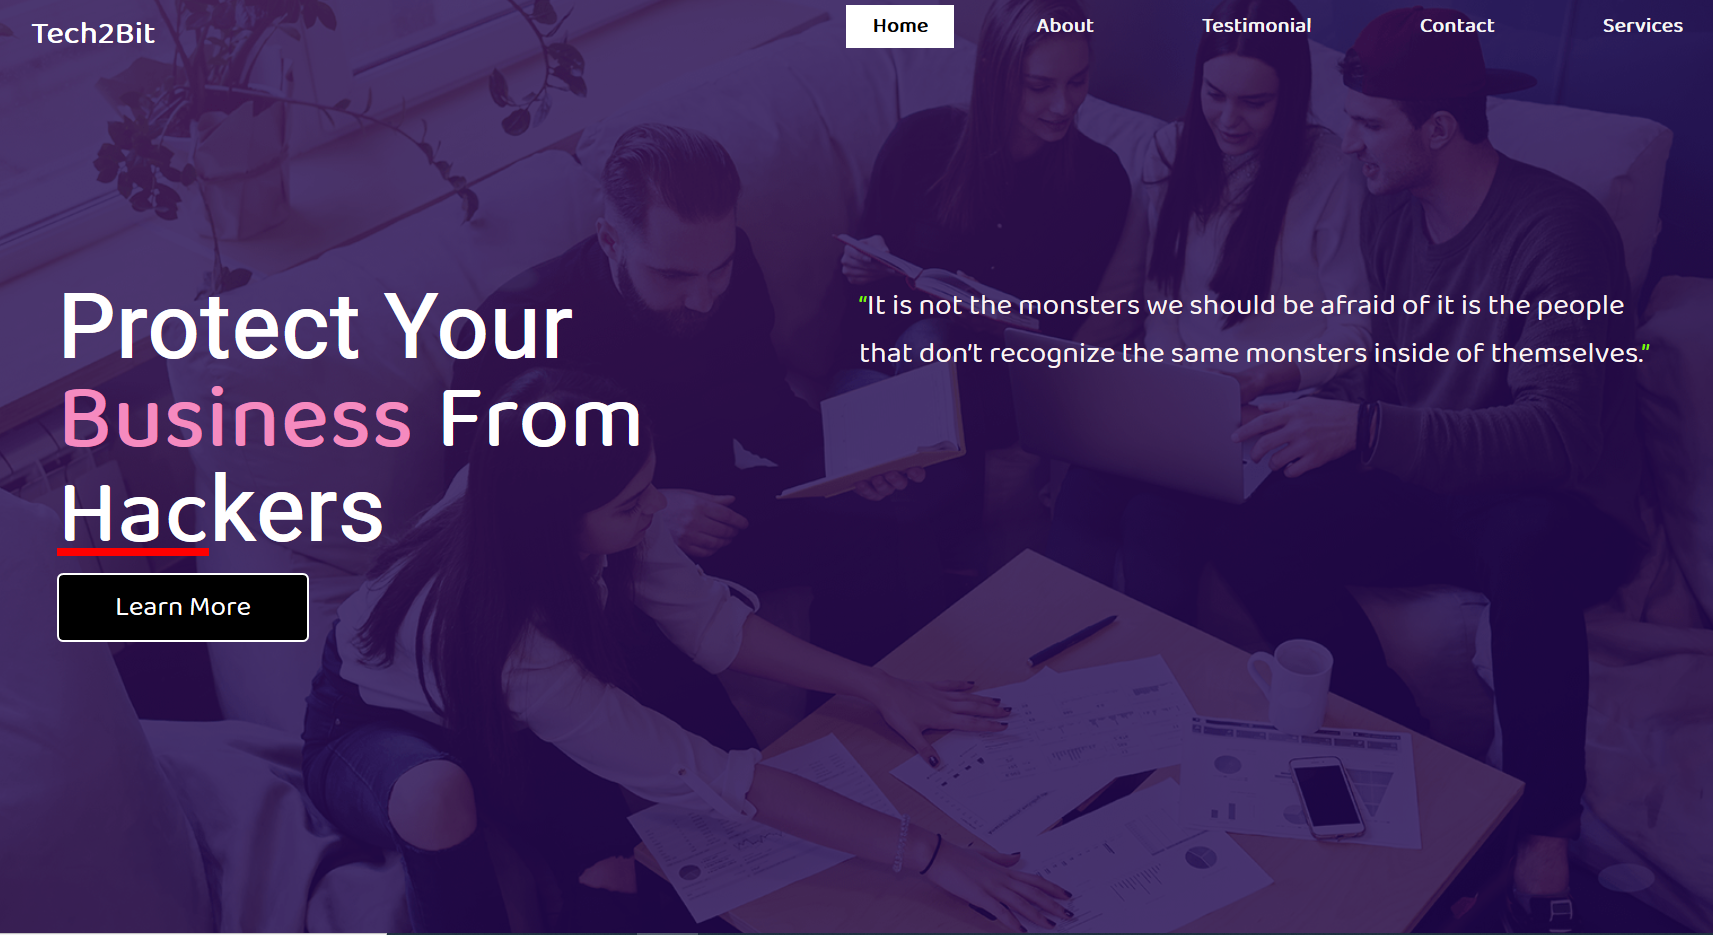 Tech2Bit
Home
About
Testimonial
Contact
Services
Protect Your
Business From
Hackers
Learn More
“It is not the monsters we should be afraid of it is the people
that don’t recognize the same monsters inside of themselves.”